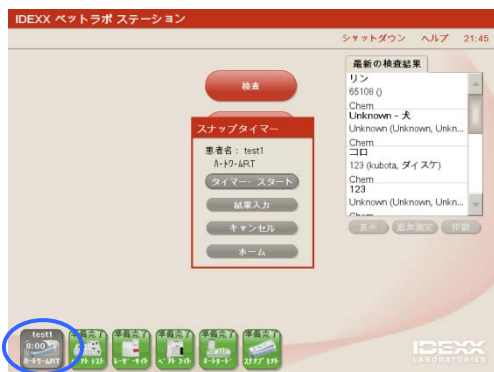 IDEXX ベットラボ ステーション
シャットダウン ヘルプ 21:45
検査
最新の検査結果
リン
65108 ()
Chem
Unknown - 犬
Unknown (Unknown, Unkn...
Chem
コロ
123 (kubota, ダイスケ)
Chem
123
Unknown (Unknown, Unkn...
Chem
表示 追加測定 印刷
スナップタイマー
患者名： test1
ﾊｰﾄﾜｰﾑRT
タイマー・スタート
結果入力
キャンセル
ホーム
test1
8:00
ﾊｰﾄﾜｰﾑRT
準備完了 準備完了 準備完了 準備完了 準備完了
IDEXX
LABORATORIES